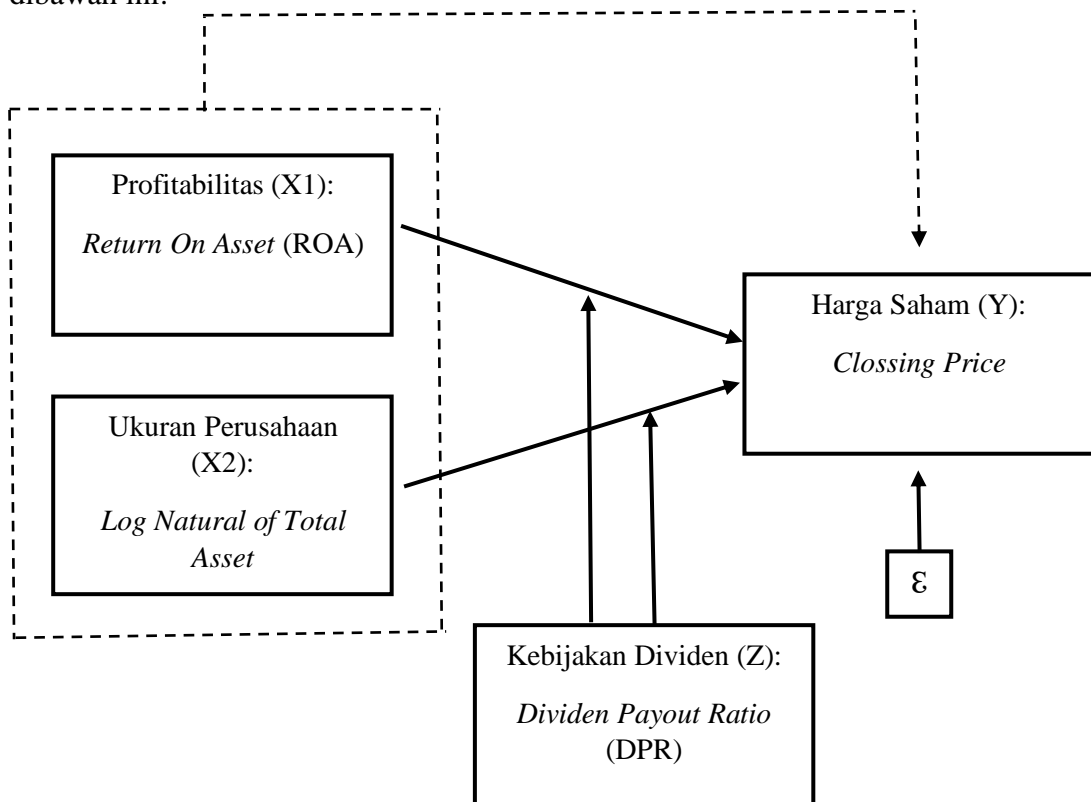 dibawah ini:
Profitabilitas (X1):
Return On Asset (ROA)
Harga Saham (Y):
Clossing Price
Ukuran Perusahaan
(X2):
Log Natural of Total
Asset
Ɛ
Kebijakan Dividen (Z):
Dividen Payout Ratio
(DPR)